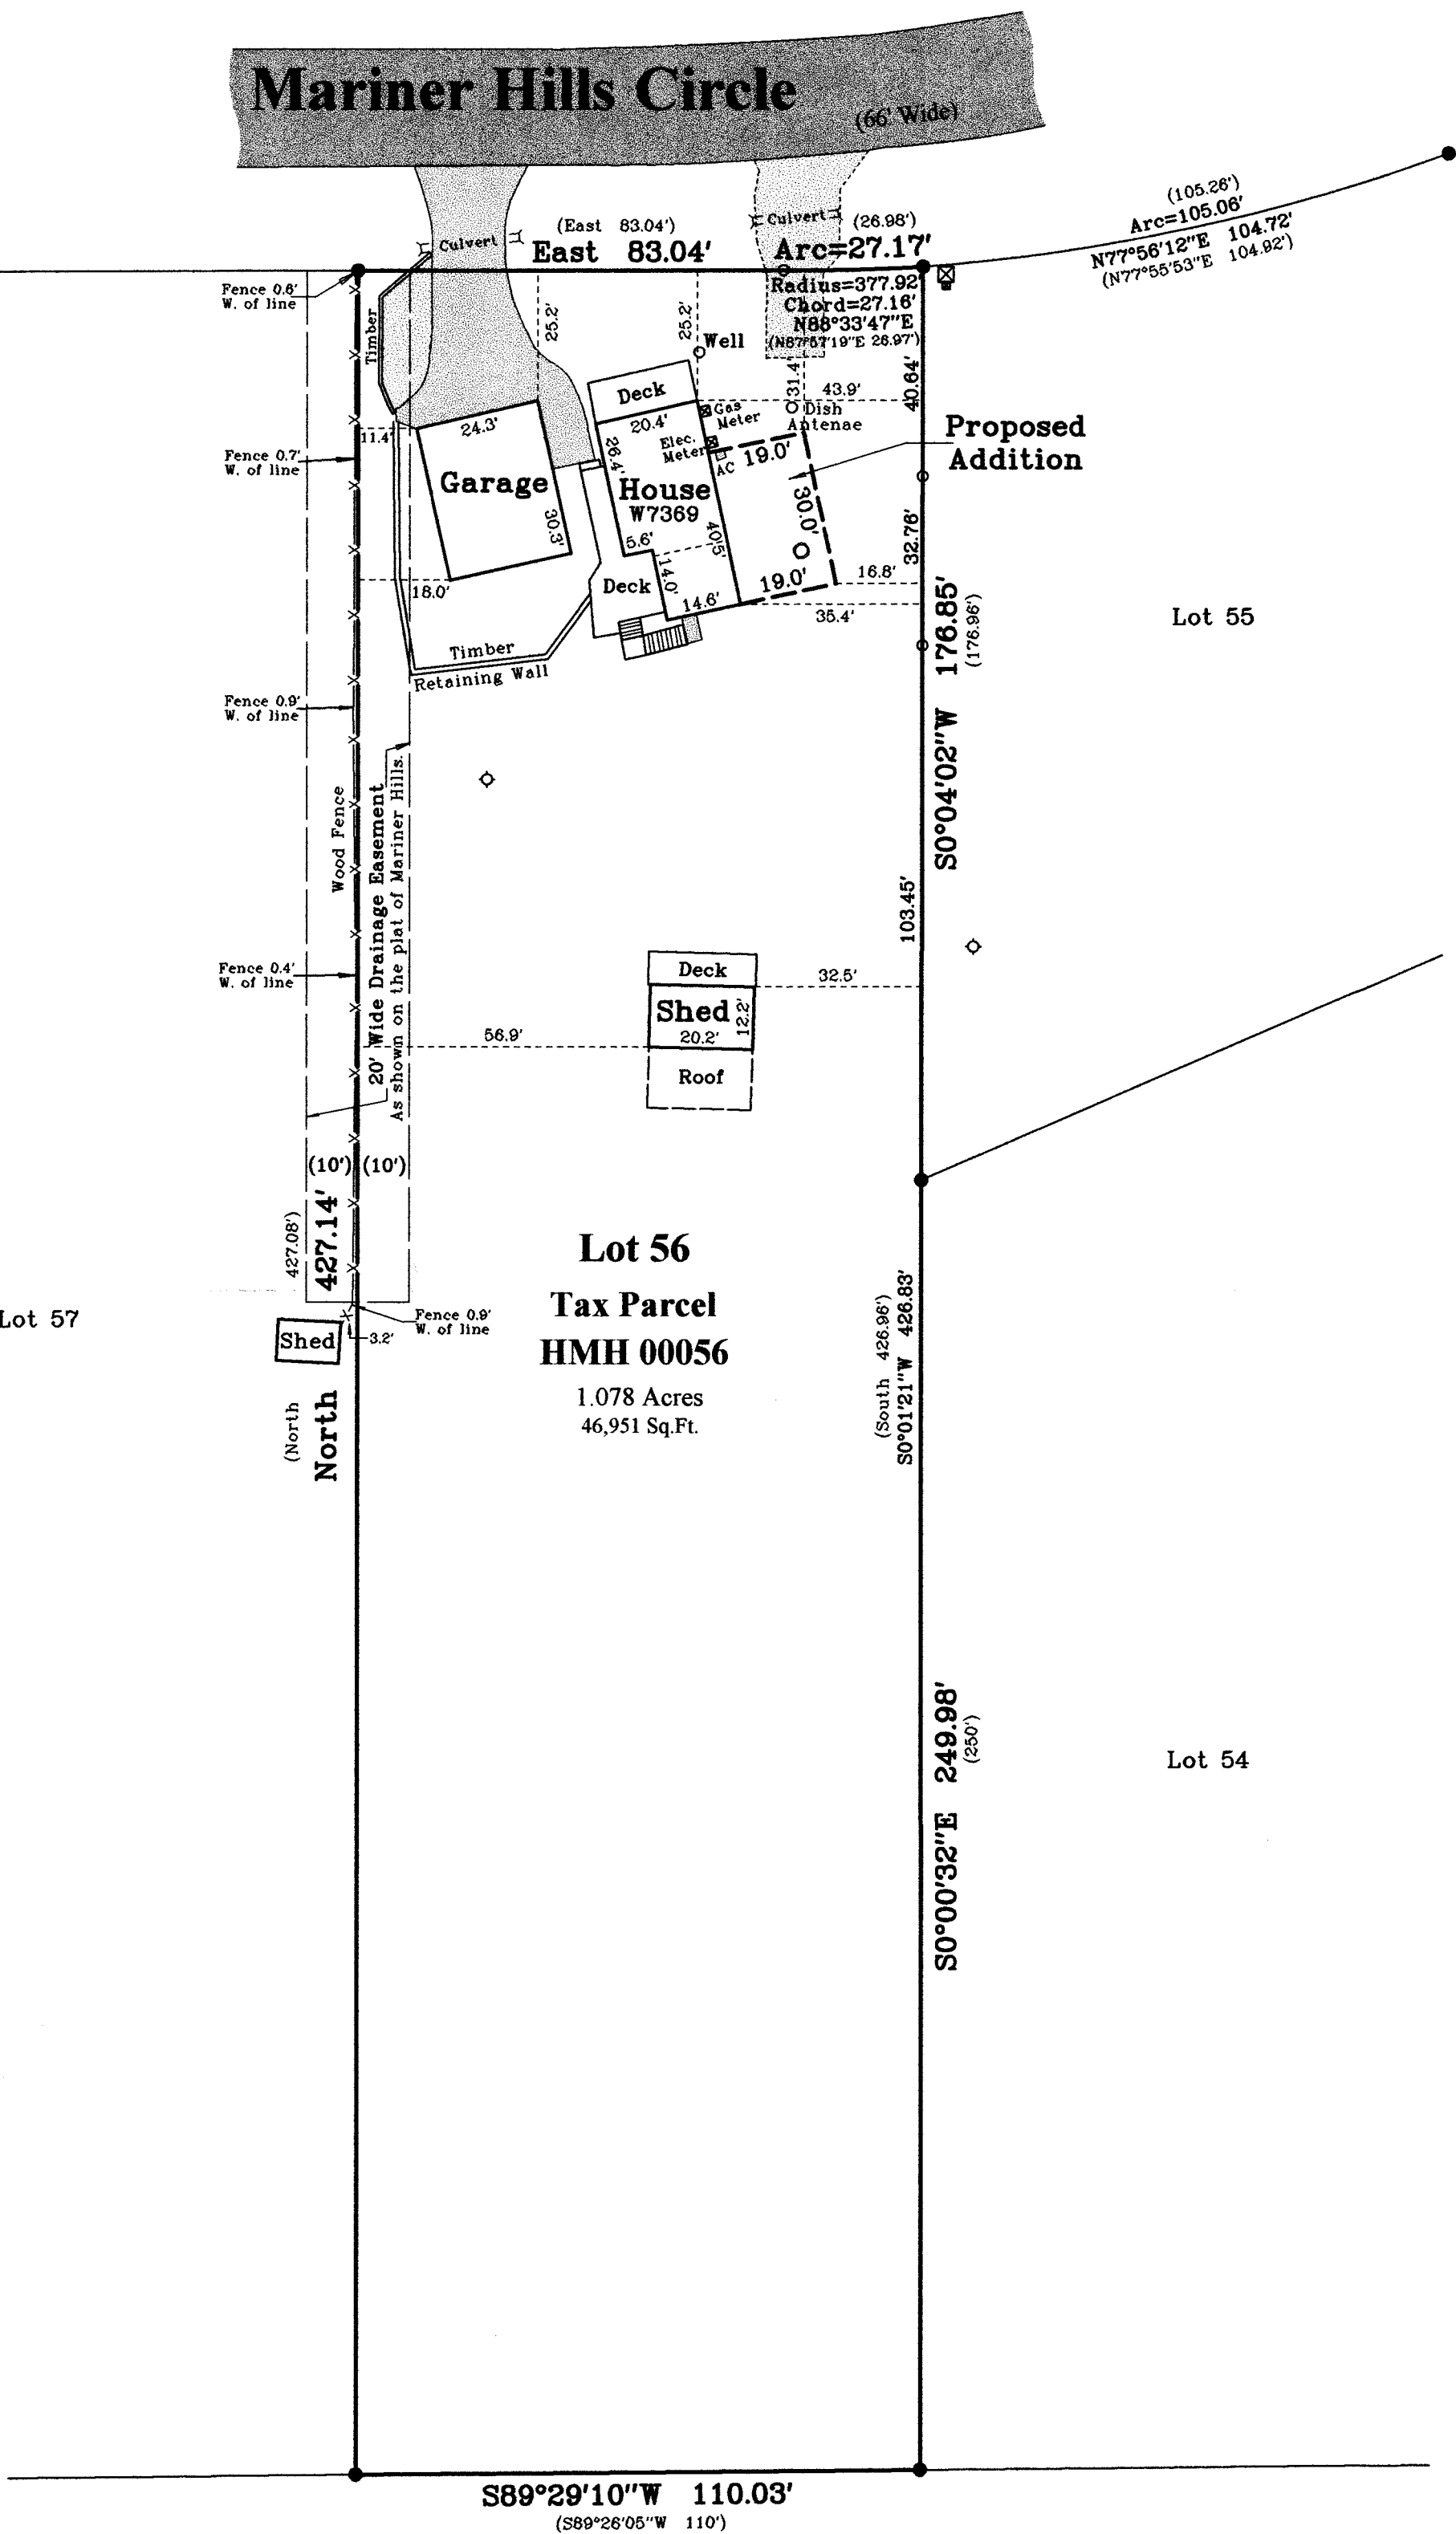 Mariner Hills Circle
(66' Wide)
(105.26')
Arc=105.06'
N77°56'12"E 104.72'
(N77°55'53"E 104.92')
(East 83.04')
East 83.04'
Culvert
Culvert
(26.98')
Arc=27.17'
Radius=377.92'
Chord=27.16'
N88°33'47"E
(N87°57'19"E 26.97')
Fence 0.6'
W. of line
Timber
25.2'
25.2'
Well
31.4'
43.9'
40.64'
Deck
Gas
Meter
Dish
Antenae
Proposed
Addition
11.4'
24.3'
20.4'
Elec.
Meter
AC
19.0'
Fence 0.7'
W. of line
Garage
26.4'
House
W7369
30.3'
40.5'
30.0'
32.76'
5.6'
14.0'
18.0'
Deck
14.6'
19.0'
16.8'
35.4'
Timber
Retaining Wall
Lot 55
S0°04'02"W 176.85'
(176.96')
Fence 0.9'
W. of line
Wood Fence
20' Wide Drainage Easement
As shown on the plat of Mariner Hills.
103.45'
Fence 0.4'
W. of line
Deck
32.5'
Shed
12.2'
20.2'
56.9'
Roof
(10')
(10')
(North 427.08')
North 427.14'
Lot 56
Tax Parcel
HMH 00056
1.078 Acres
46,951 Sq.Ft.
(South 426.96')
S0°01'21"W 426.83'
Lot 57
Fence 0.9'
W. of line
Shed
3.2'
S0°00'32"E 249.98'
(250')
Lot 54
S89°29'10"W 110.03'
(S89°26'05"W 110')